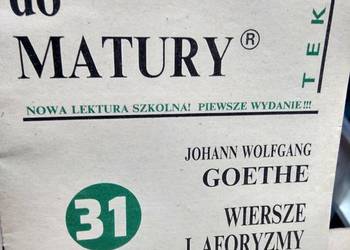 do
MATURY®
TEK
NOWA LEKTURA SZKOLNA! PIEWSZE WYDANIE!!!
JOHANN WOLFGANG
GOETHE
31
WIERSZE
I AFORYZMY